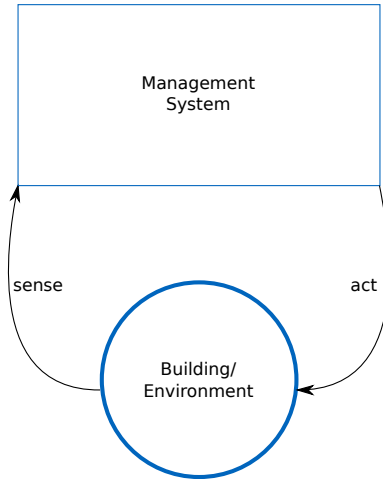 Management
System
sense
act
Building/
Environment